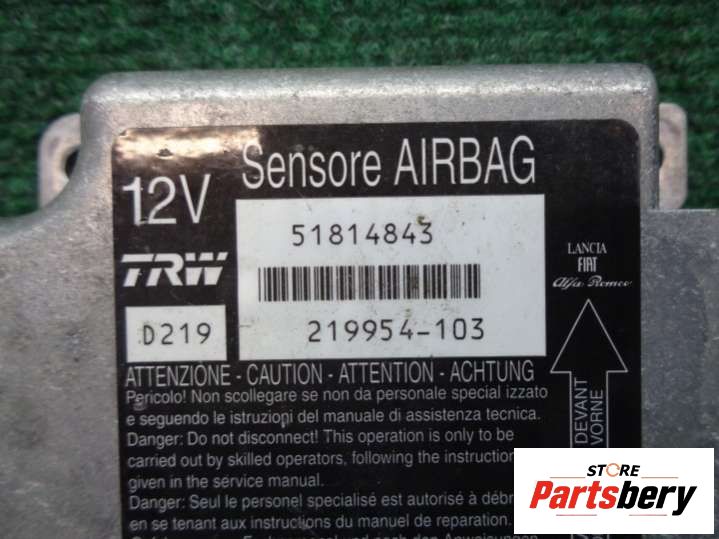 Sensore AIRBAG
12V
51814843
TRW
D219
219954-103
LANCIA
FIAT
Alfa Romeo
ATTENZIONE - CAUTION - ATTENTION - ACHTUNG
Pericolo! Non scollegare se non da personale special izzato
e seguendo le istruzioni del manuale di assistenza tecnica.
Danger: Do not disconnect! This operation is only to be
carried out by skilled operators, following the instruction
given in the service manual.
Danger: Seul le personel spécialisé est autorisé à débr
en se tenant aux instructions du manuel de reparation.
DEVANT
VORNE
STORE
Partsbery